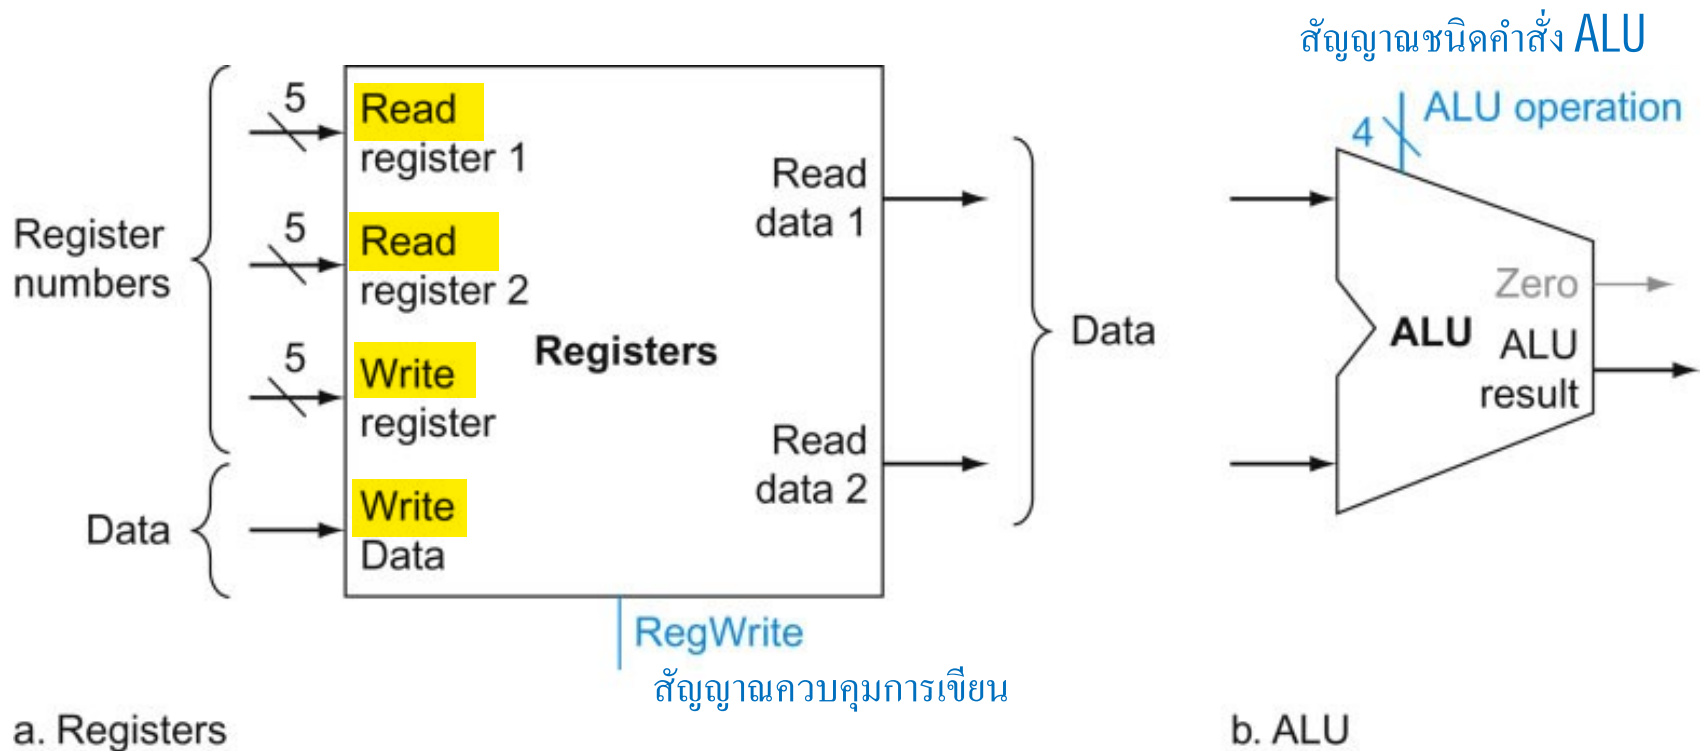 สัญญาณชนิดคำสั่ง ALU
ALU operation
4
5
Read
register 1
5
Read
register 2
5
Write
register
Write
Data
Register
numbers
Data
Registers
Read
data 1
Read
data 2
Data
RegWrite
สัญญาณควบคุมการเขียน
Zero
ALU
ALU
result
a. Registers
b. ALU